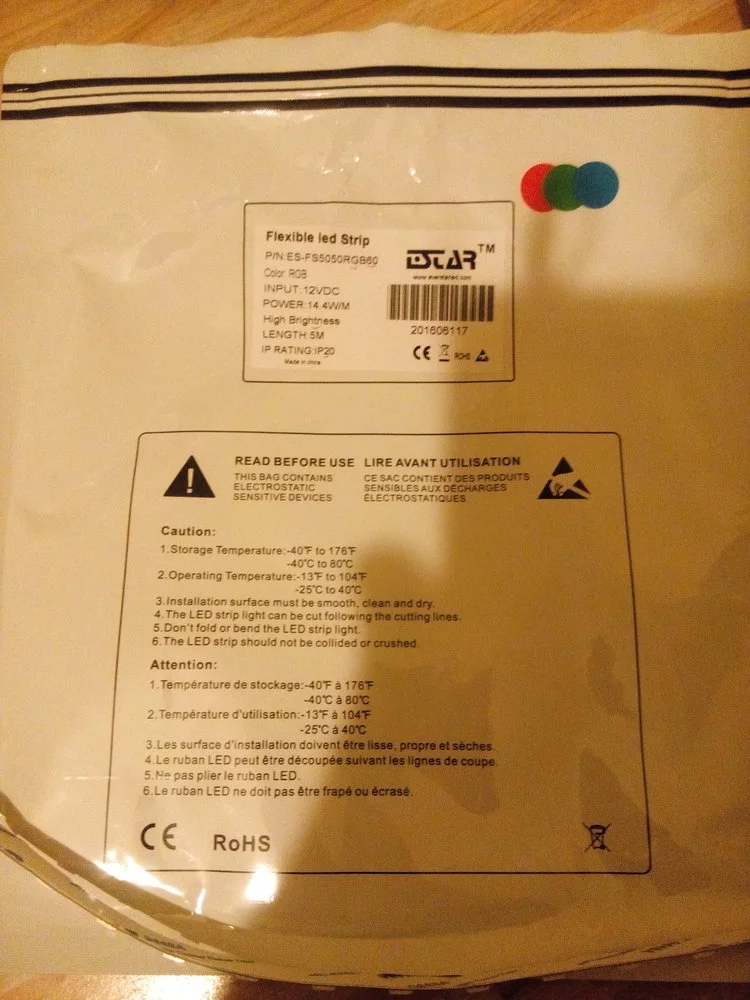 Flexible led Strip
P/N:ES-FS5050RGB60
Color: RGB
INPUT:12VDC
POWER:14.4W/M
High Brightness
LENGTH:5M
IP RATING:IP20
Made in china
ESTAR TM
201606117
CE ROHS
READ BEFORE USE
THIS BAG CONTAINS
ELECTROSTATIC
SENSITIVE DEVICES
LIRE AVANT UTILISATION
CE SAC CONTIENT DES PRODUITS
SENSIBLES AUX DÉCHARGES
ÉLECTROSTATIQUES
Caution:
1.Storage Temperature:-40℉ to 176℉
-40℃ to 80℃
2.Operating Temperature:-13℉ to 104℉
-25℃ to 40℃
3.Installation surface must be smooth, clean and dry.
4.The LED strip light can be cut following the cutting lines.
5.Don't fold or bend the LED strip light.
6.The LED strip should not be collided or crushed.
Attention:
1.Température de stockage:-40℉ à 176℉
-40℃ à 80℃
2.Température d'utilisation:-13℉ à 104℉
-25℃ à 40℃
3.Les surface d'installation doivent être lisse, propre et sèches.
4.Le ruban LED peut être découpée suivant les lignes de coupe.
5.Ne pas plier le ruban LED.
6.Le ruban LED ne doit pas être frapé ou écrasé.
CE RoHS